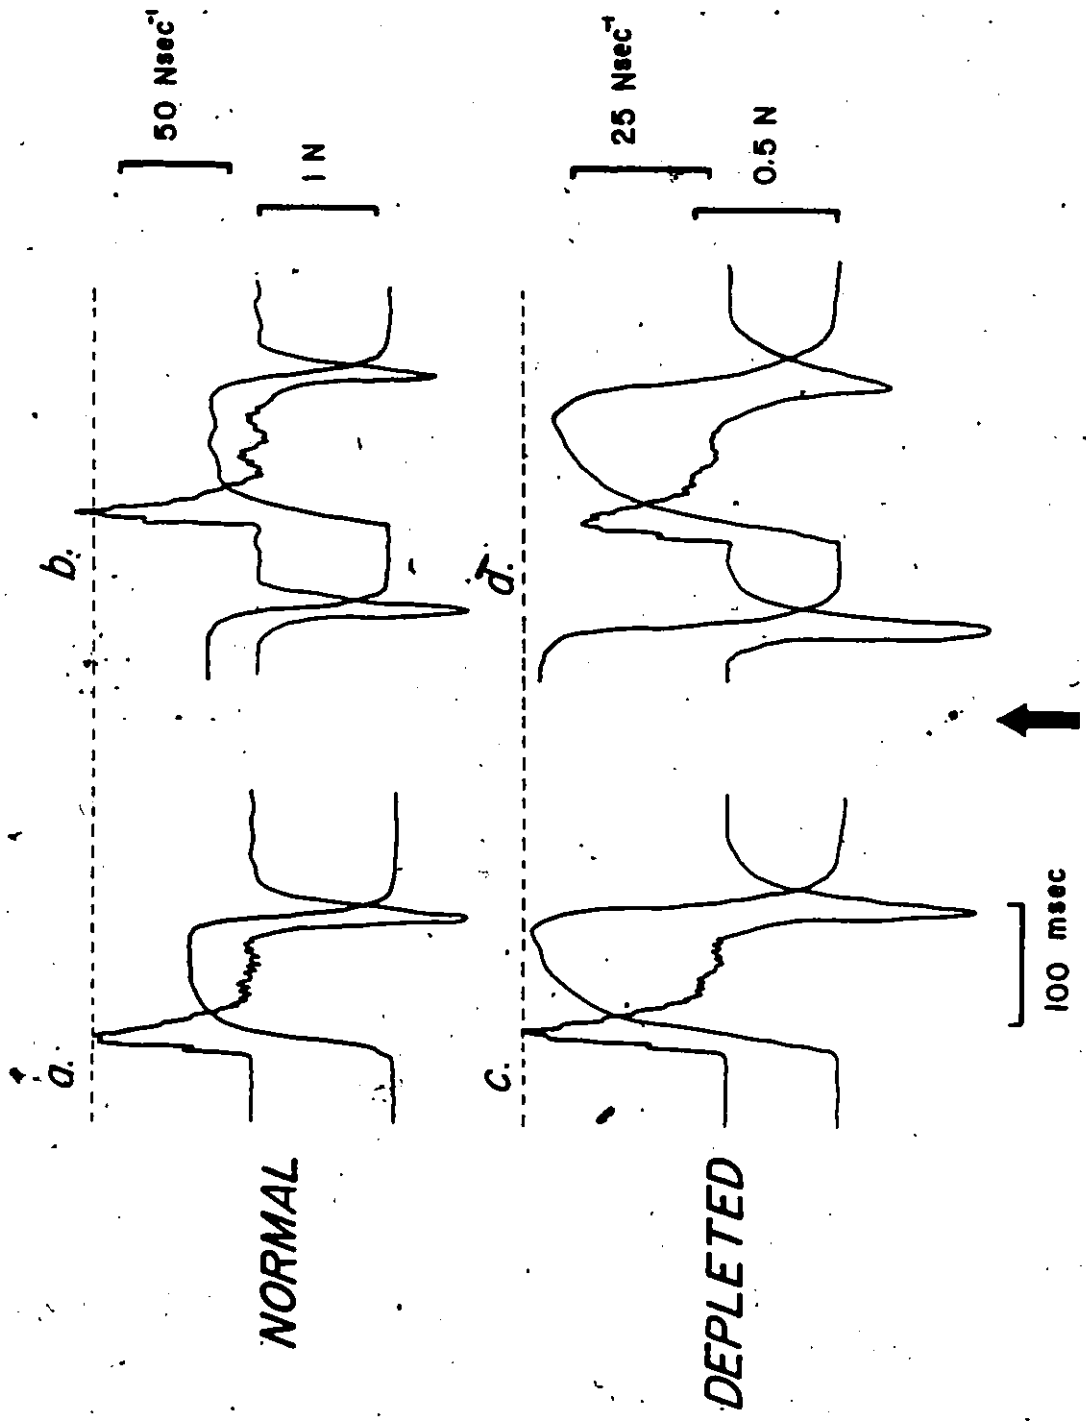 a.
b.
50 Nsec⁻¹
NORMAL
1 N
c.
d.
25 Nsec⁻¹
DEPLETED
0.5 N
100 msec